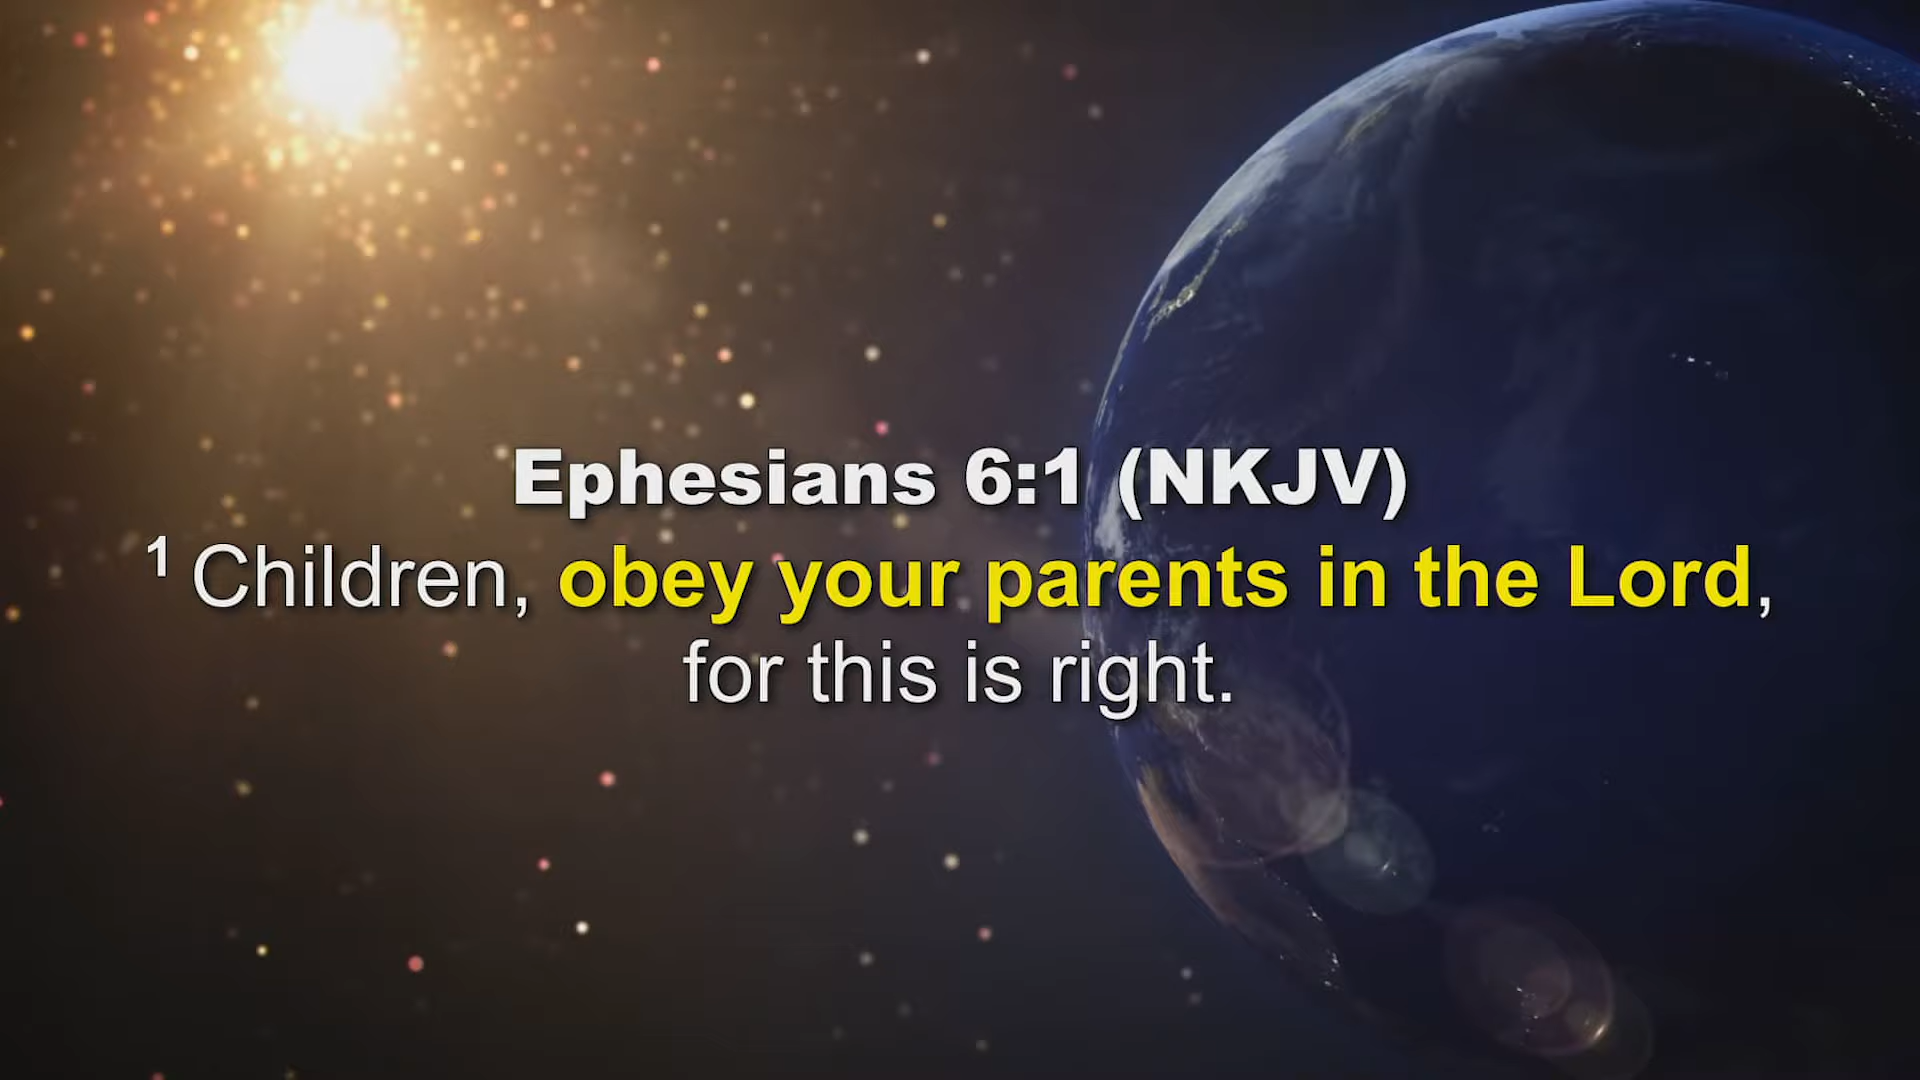 Ephesians 6:1 (NKJV)
1 Children, obey your parents in the Lord,
for this is right.